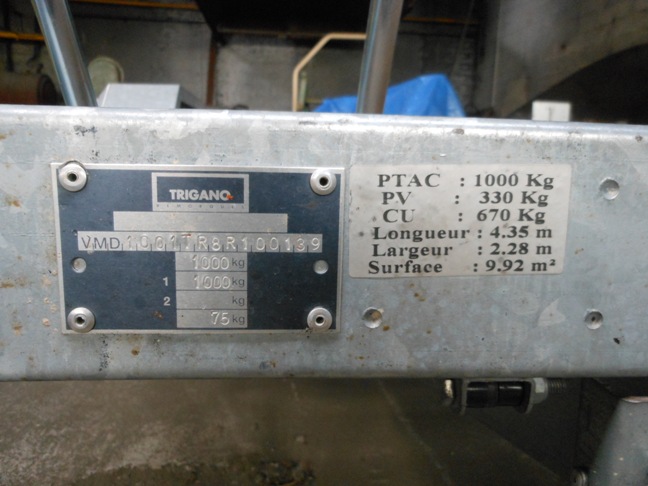 TRIGANO
REMORQUE
VMD1001TR8R100139
1000 kg
1 1000 kg
2 kg
75 kg
PTAC : 1000 Kg
PV : 330 Kg
CU : 670 Kg
Longueur : 4.35 m
Largeur : 2.28 m
Surface : 9.92 m²